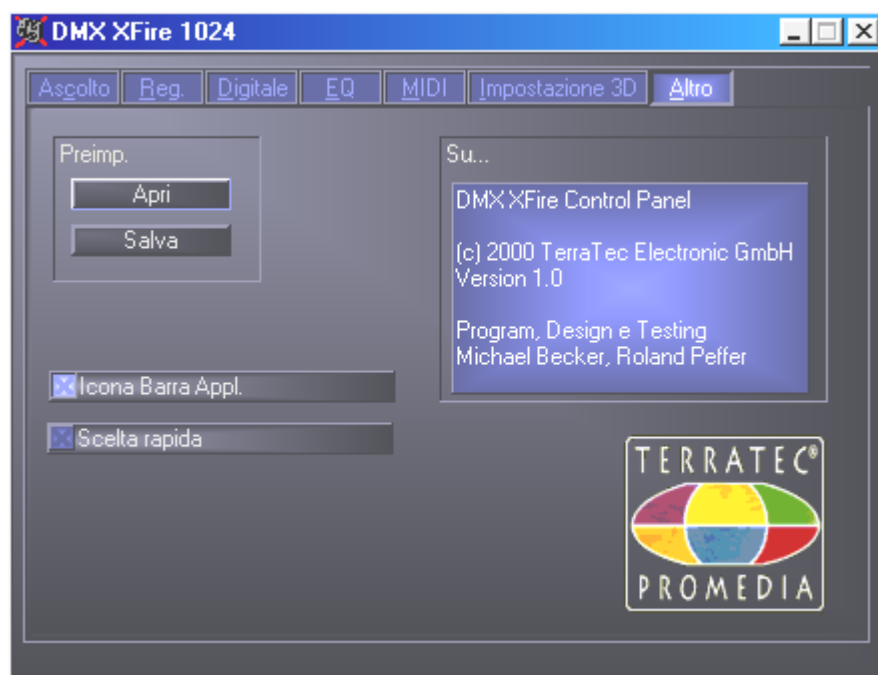 DMX XFire 1024
Ascolto Reg. Digitale EQ MIDI Impostazione 3D Altro
Preimp.
Apri
Salva
Su...
DMX XFire Control Panel
(c) 2000 TerraTec Electronic GmbH
Version 1.0
Program, Design e Testing
Michael Becker, Roland Peffer
Icona Barra Appl.
Scelta rapida
TERRATEC®
PROMEDIA